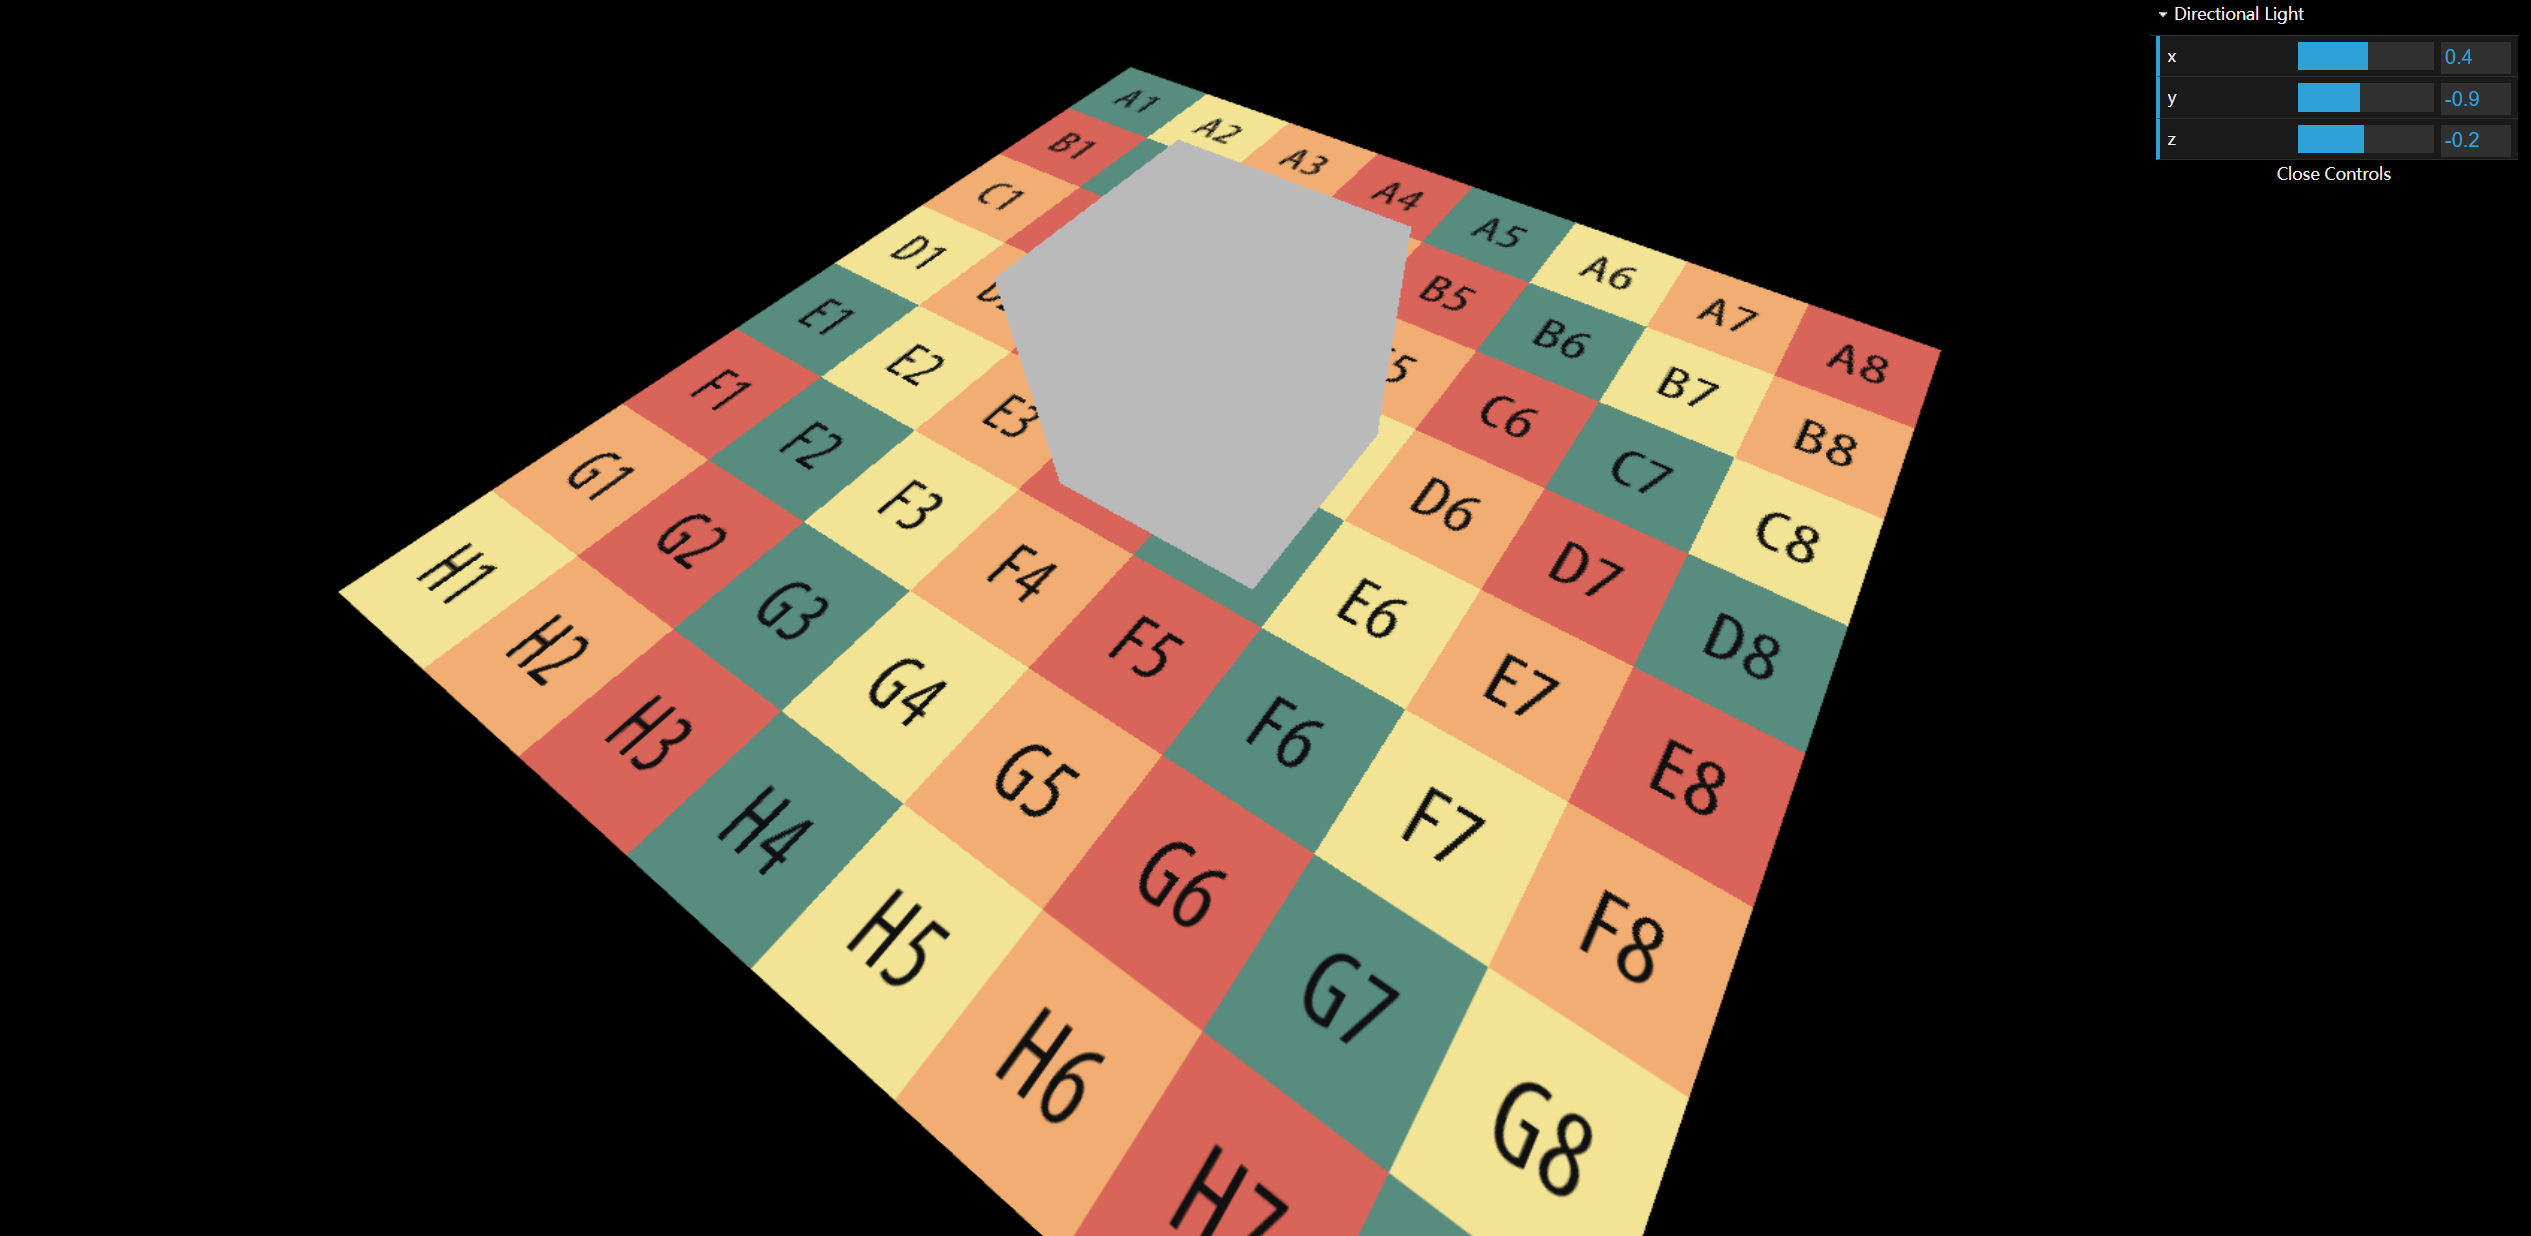 Directional Light
x 0.4
y -0.9
z -0.2
Close Controls
A1 A2 A3 A4 A5 A6 A7 A8
B1 B5 B6 B7 B8
C1 C6 C7 C8
D1 D6 D7 D8
E1 E2 E3 E6 E7 E8
F1 F2 F3 F4 F5 F6 F7 F8
G1 G2 G3 G4 G5 G6 G7 G8
H1 H2 H3 H4 H5 H6 H7